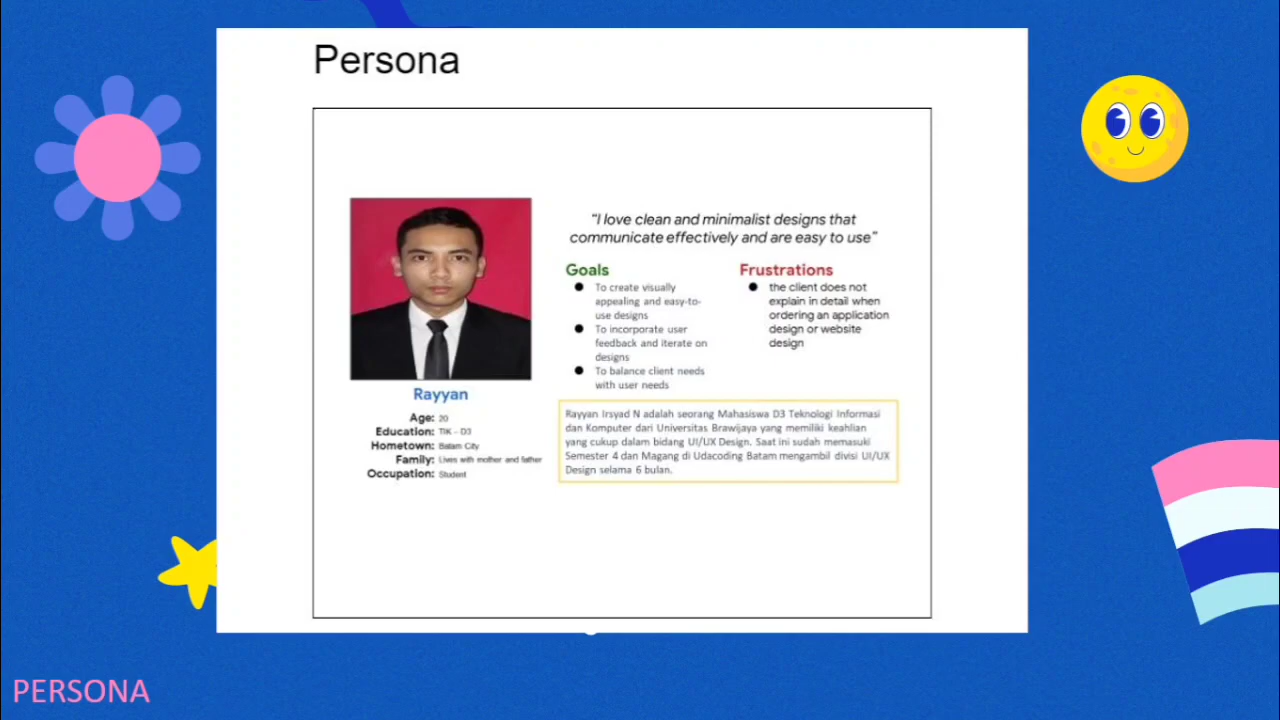 Persona
"I love clean and minimalist designs that
communicate effectively and are easy to use"
Goals
To create visually
appealing and easy-to-
use designs
To incorporate user
feedback and iterate on
designs
To balance client needs
with user needs
Frustrations
the client does not
explain in detail when
ordering an application
design or website
design
Rayyan
Age: 20
Education: TIK - D3
Hometown: Batam City
Family: Lives with mother and father
Occupation: Student
Rayyan Irsyad N adalah seorang Mahasiswa D3 Teknologi Informasi
dan Komputer dari Universitas Brawijaya yang memiliki keahlian
yang cukup dalam bidang UI/UX Design. Saat ini sudah memasuki
Semester 4 dan Magang di Udacoding Batam mengambil divisi UI/UX
Design selama 6 bulan.
PERSONA